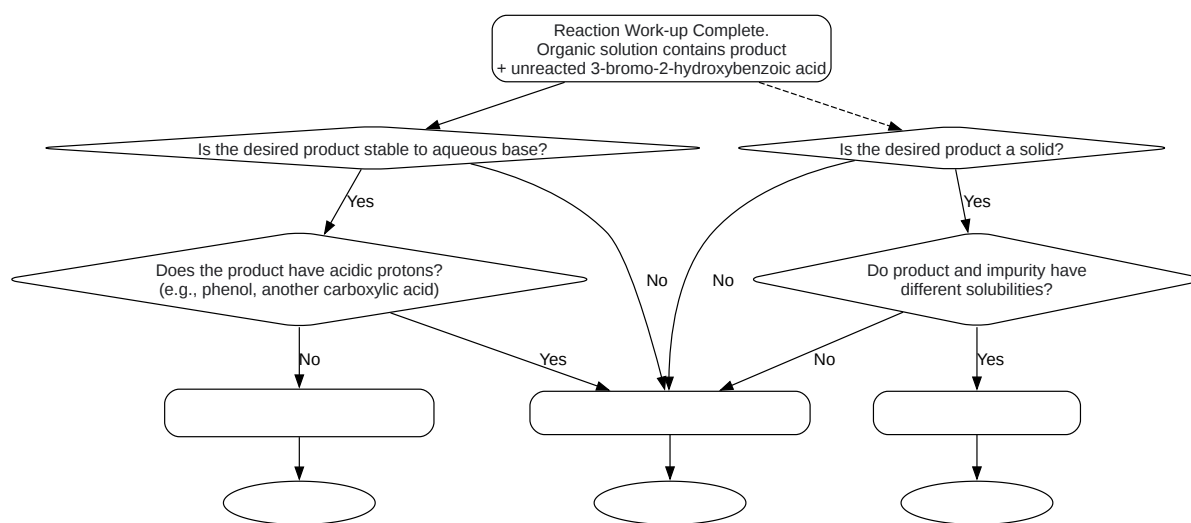 Reaction Work-up Complete.
Organic solution contains product
+ unreacted 3-bromo-2-hydroxybenzoic acid
Is the desired product stable to aqueous base?
Is the desired product a solid?
Yes
Yes
Does the product have acidic protons?
(e.g., phenol, another carboxylic acid)
No
No
Do product and impurity have
different solubilities?
No
Yes
No
Yes